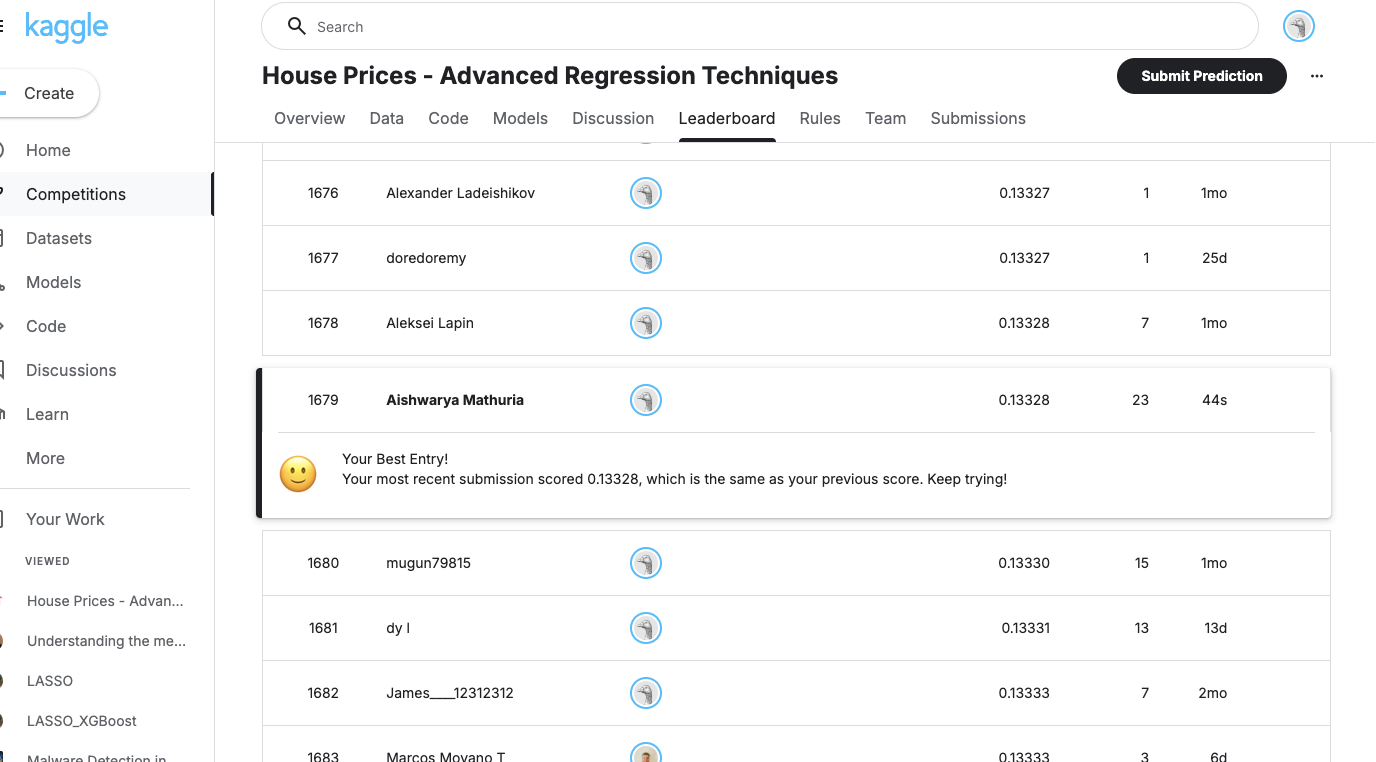 kaggle
Search
House Prices - Advanced Regression Techniques
Submit Prediction
Create
Overview Data Code Models Discussion Leaderboard Rules Team Submissions
Home
Competitions
Datasets
Models
Code
Discussions
Learn
More
Your Work
VIEWED
House Prices - Advan...
Understanding the me...
LASSO
LASSO_XGBoost
Malware Detection in
1676 Alexander Ladeishikov 0.13327 1 1mo
1677 doredoremy 0.13327 1 25d
1678 Aleksei Lapin 0.13328 7 1mo
1679 Aishwarya Mathuria 0.13328 23 44s
Your Best Entry!
Your most recent submission scored 0.13328, which is the same as your previous score. Keep trying!
1680 mugun79815 0.13330 15 1mo
1681 dy l 0.13331 13 13d
1682 James____12312312 0.13333 7 2mo
1683 Marcos Moyano T 0.13333 3 6d